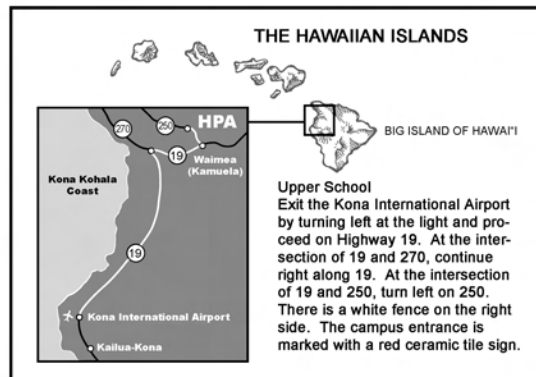 THE HAWAIIAN ISLANDS
BIG ISLAND OF HAWAI'I
270
250
HPA
19
Waimea
(Kamuela)
Kona Kohala
Coast
19
Kona International Airport
Kailua-Kona
Upper School
Exit the Kona International Airport
by turning left at the light and pro-
ceed on Highway 19. At the inter-
section of 19 and 270, continue
right along 19. At the intersection
of 19 and 250, turn left on 250.
There is a white fence on the right
side. The campus entrance is
marked with a red ceramic tile sign.